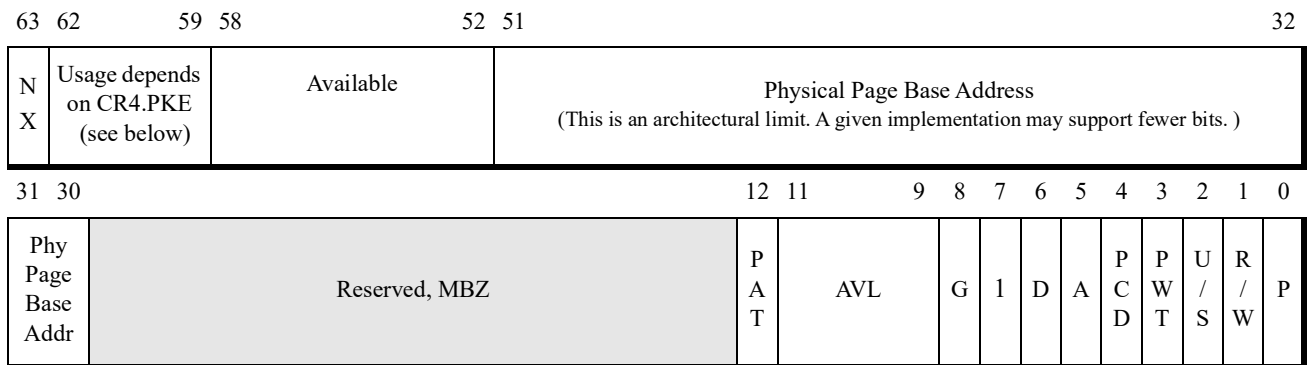 63 62 59 58 52 51 32
N
X
Usage depends
on CR4.PKE
(see below)
Available
Physical Page Base Address
(This is an architectural limit. A given implementation may support fewer bits. )
31 30 12 11 9 8 7 6 5 4 3 2 1 0
Phy
Page
Base
Addr
Reserved, MBZ
P
A
T
AVL
G
1
D
A
P
C
D
P
W
T
U
/
S
R
/
W
P